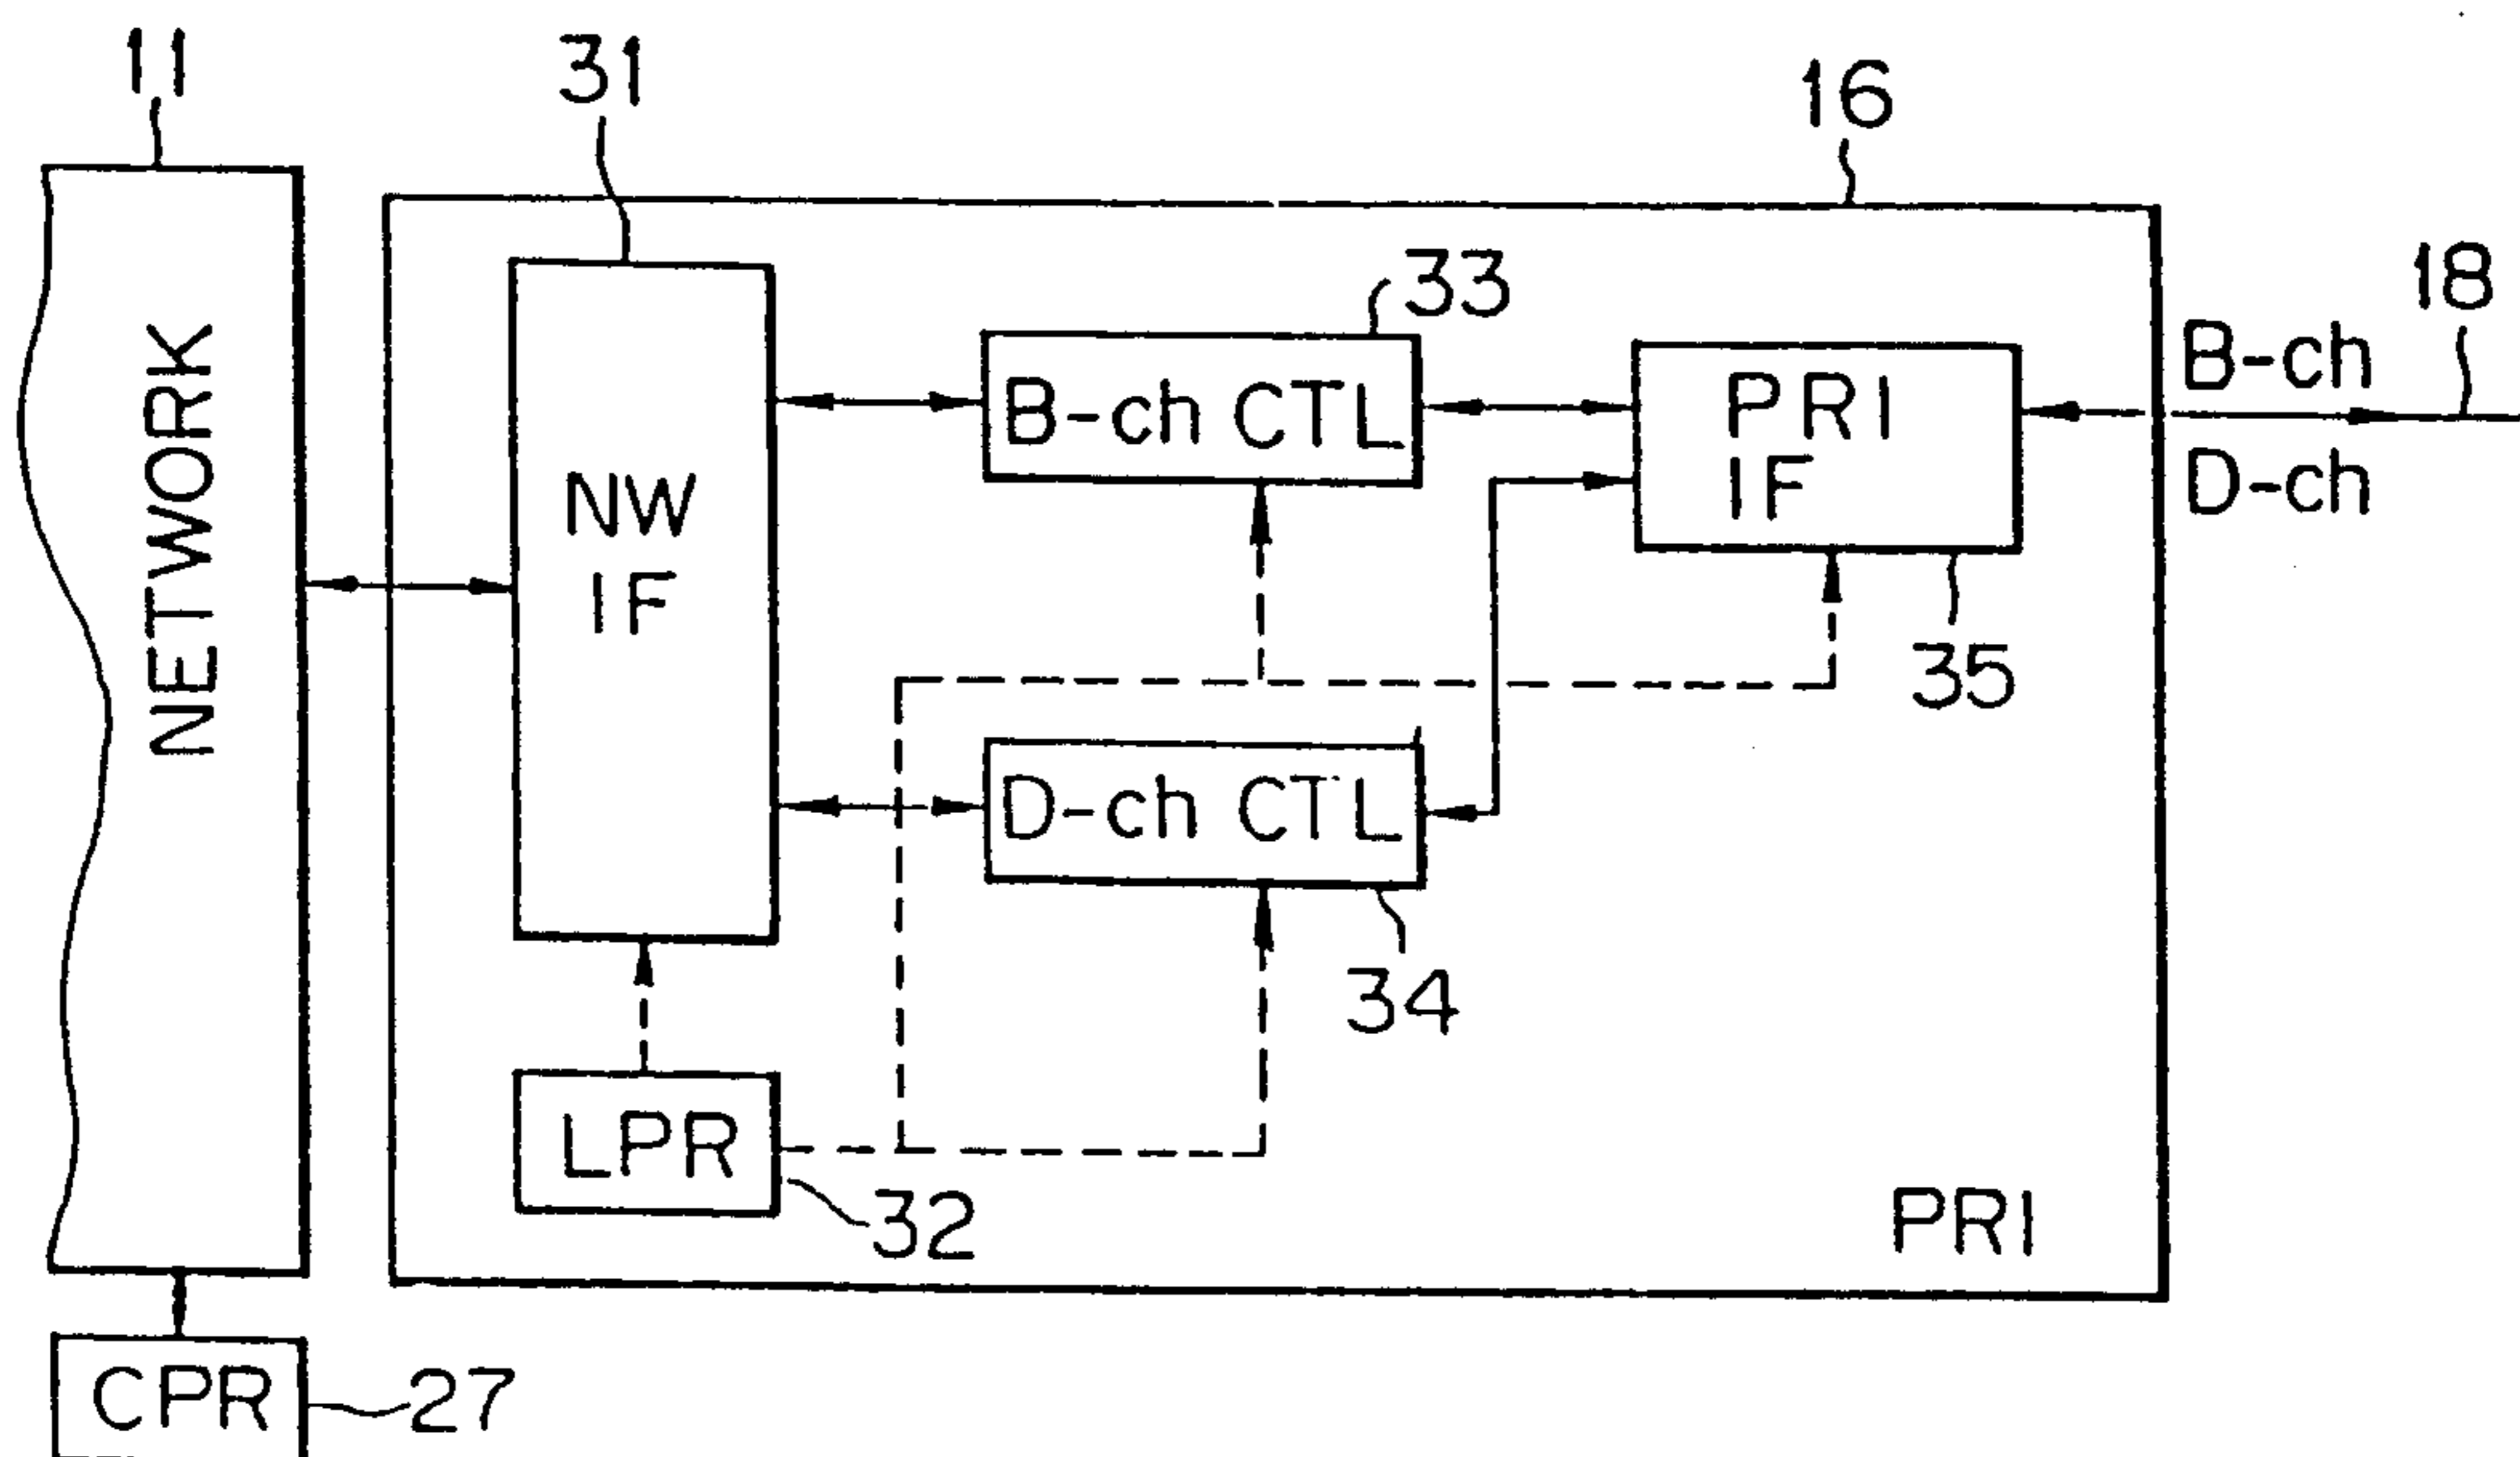 11
31
16
18
33
NETWORK
NW
IF
B-ch CTL
PRI
IF
B-ch
D-ch
35
D-ch CTL
34
LPR
32
PRI
CPR
27